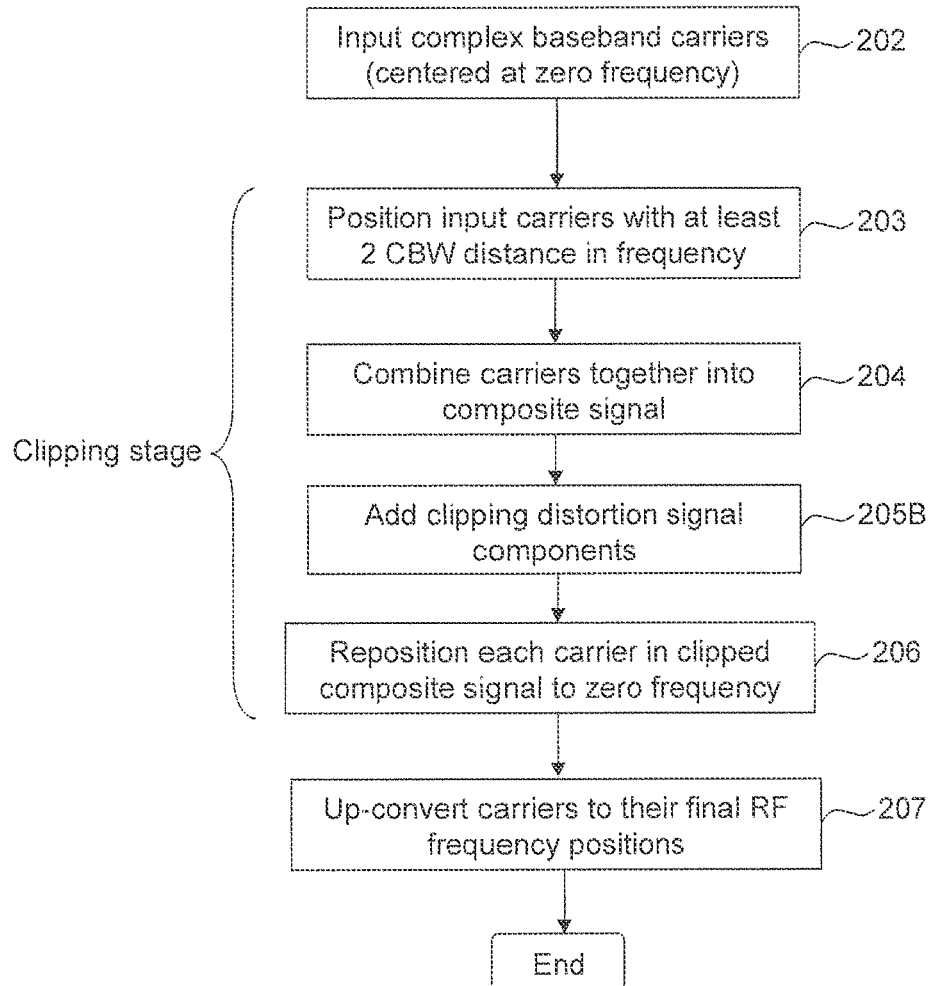 Input complex baseband carriers
(centered at zero frequency)
202
Position input carriers with at least
2 CBW distance in frequency
203
Combine carriers together into
composite signal
204
Clipping stage
Add clipping distortion signal
components
205B
Reposition each carrier in clipped
composite signal to zero frequency
206
Up-convert carriers to their final RF
frequency positions
207
End